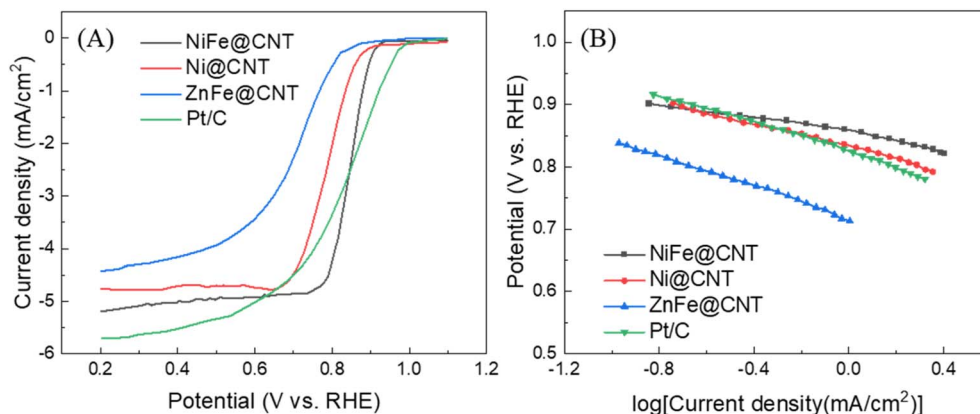 (A)
NiFe@CNT
Ni@CNT
ZnFe@CNT
Pt/C
0
-1
-2
-3
-4
-5
-6
Current density (mA/cm²)
0.2 0.4 0.6 0.8 1.0 1.2
Potential (V vs. RHE)
(B)
1.0
0.9
0.8
0.7
0.6
0.5
Potential (V vs. RHE)
NiFe@CNT
Ni@CNT
ZnFe@CNT
Pt/C
-1.2 -0.8 -0.4 0.0 0.4
log[Current density(mA/cm²)]